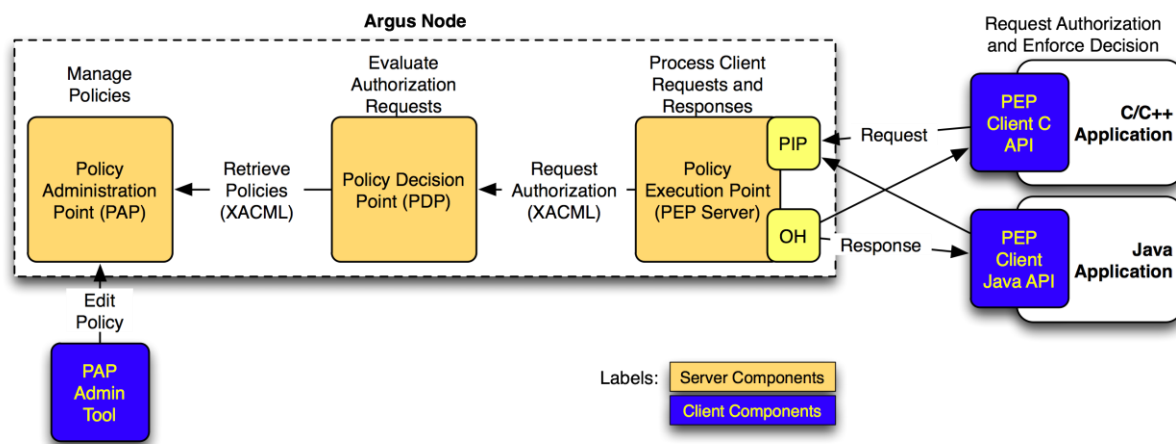 Argus Node
Request Authorization
and Enforce Decision
Manage
Policies
Evaluate
Authorization
Requests
Process Client
Requests and
Responses
Policy
Administration
Point (PAP)
Retrieve
Policies
(XACML)
Policy Decision
Point (PDP)
Request
Authorization
(XACML)
Policy
Execution Point
(PEP Server)
PIP
OH
Request
Response
PEP
Client C
API
C/C++
Application
PEP
Client
Java API
Java
Application
Edit
Policy
PAP
Admin
Tool
Labels:
Server Components
Client Components